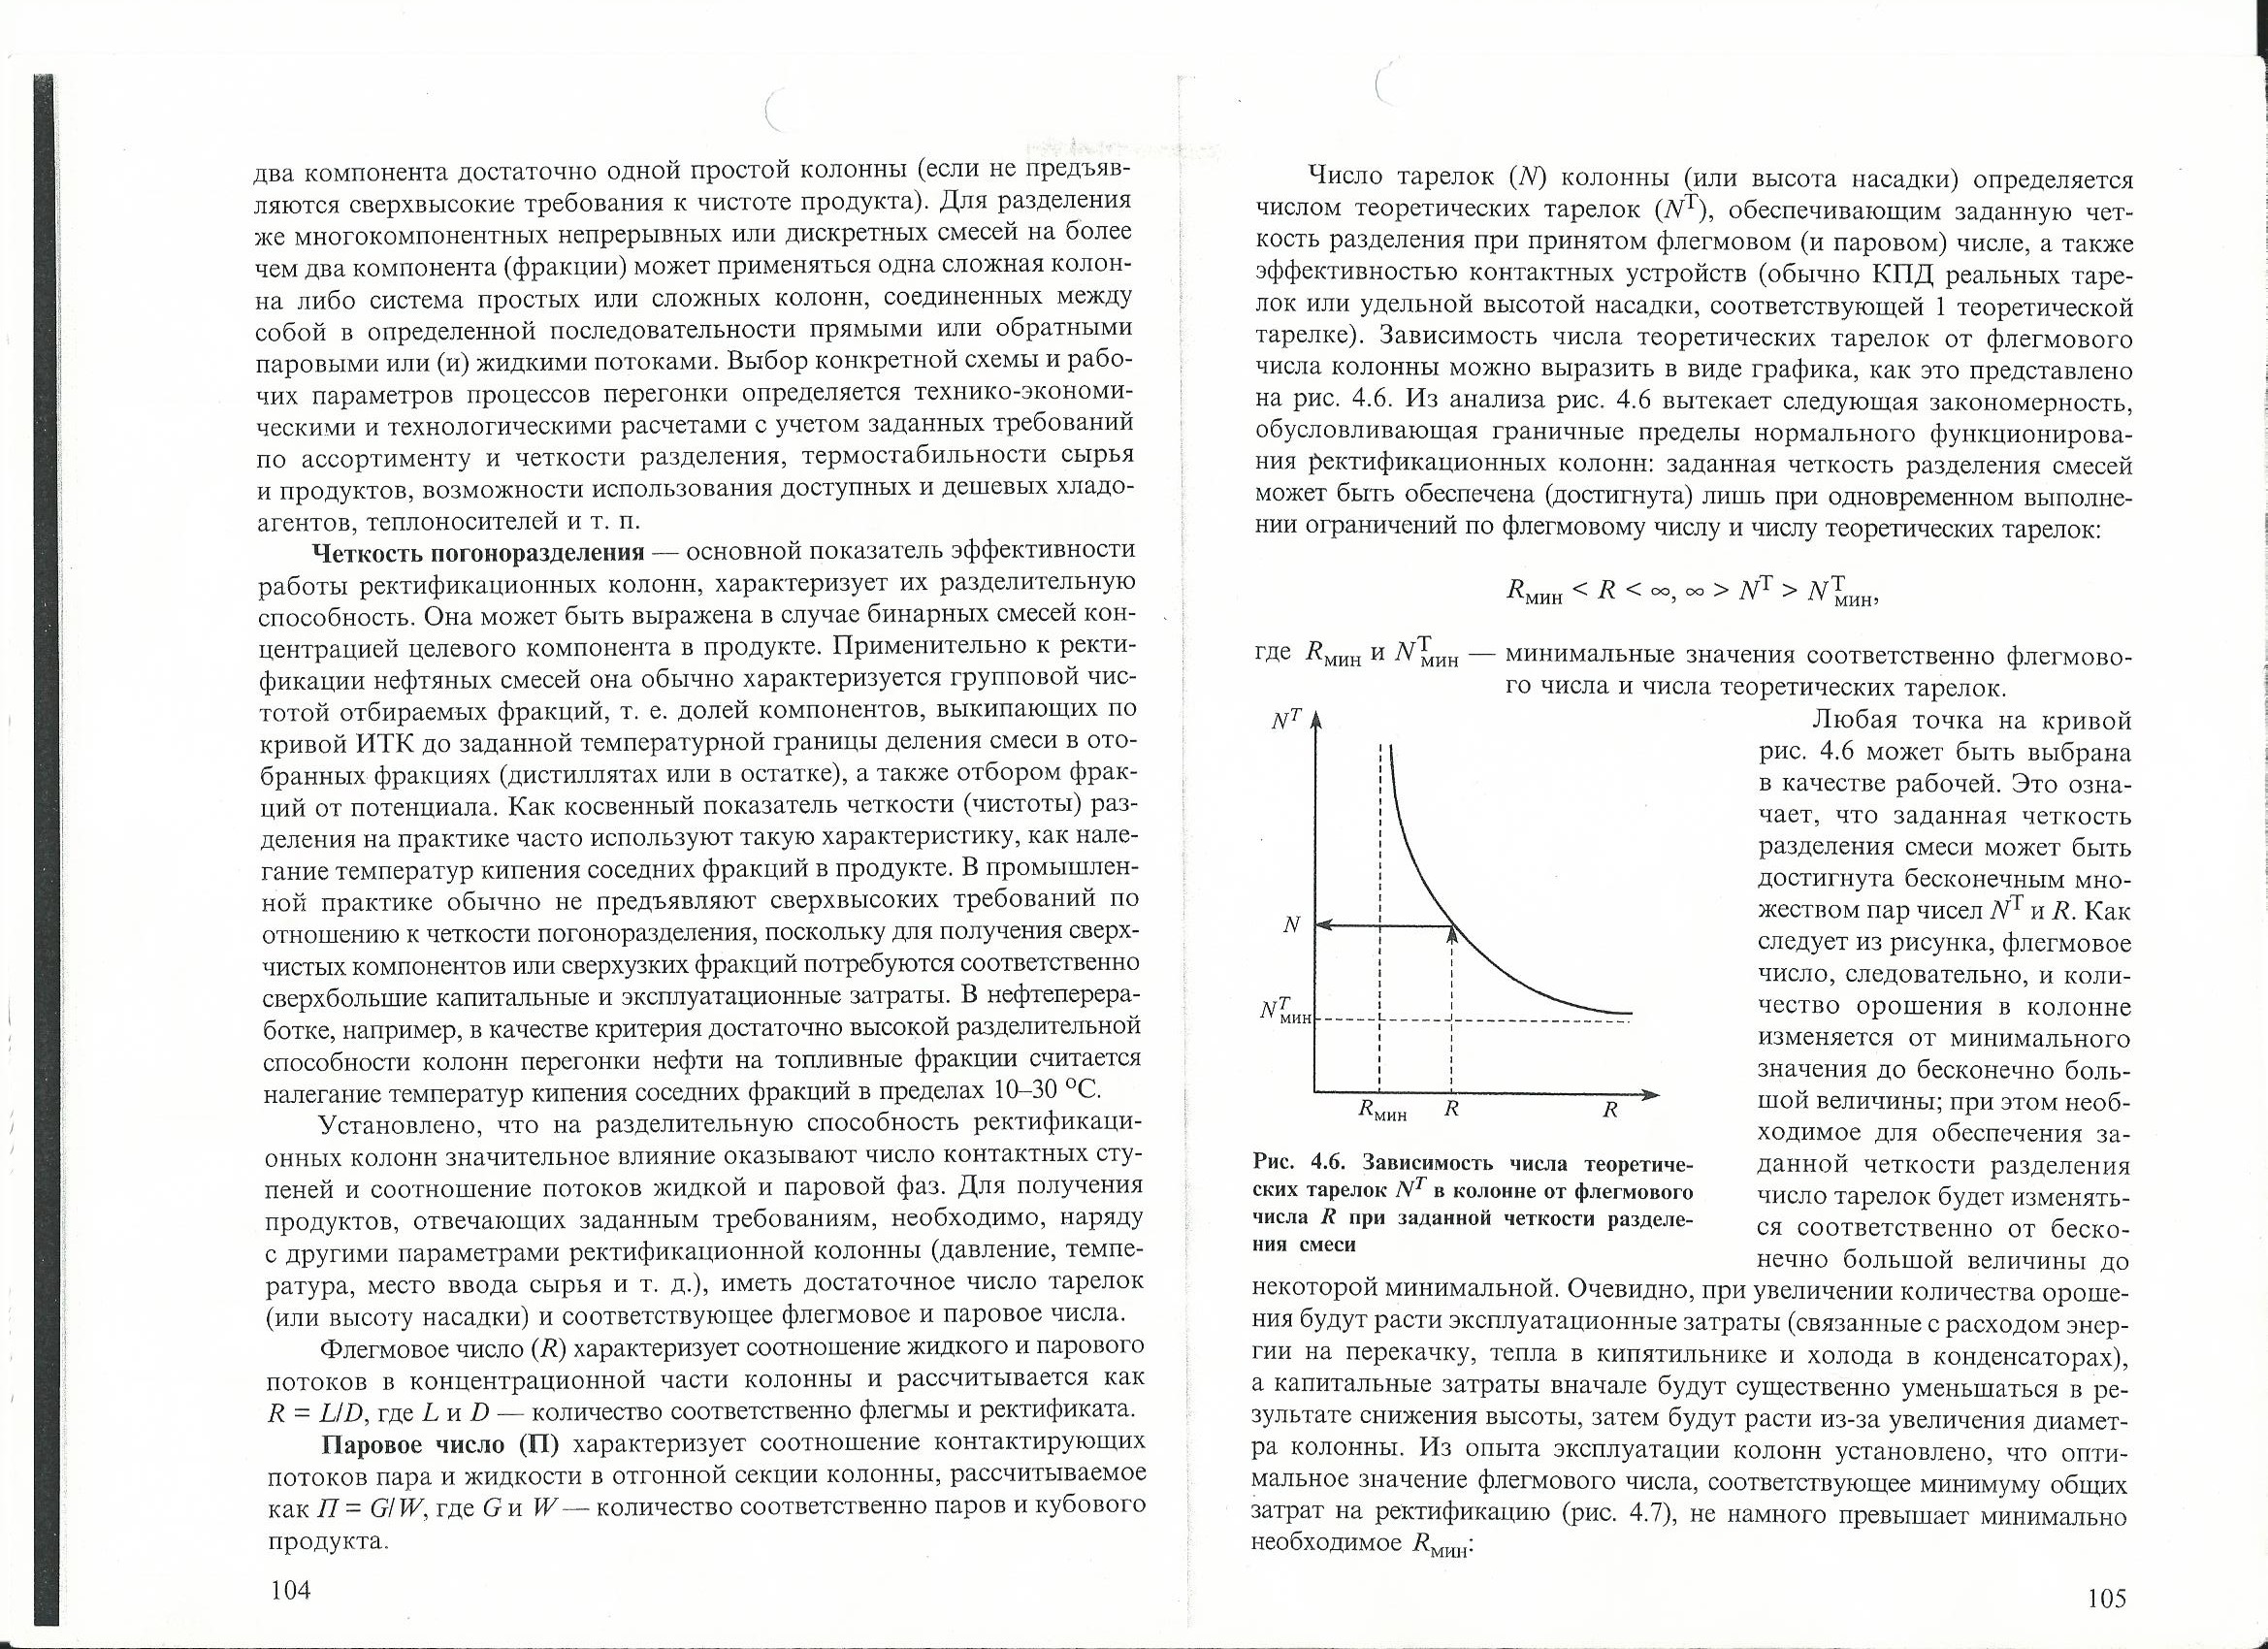 два компонента достаточно одной простой колонны (если не предъяв-
ляются сверхвысокие требования к чистоте продукта). Для разделения
же многокомпонентных непрерывных или дискретных смесей на более
чем два компонента (фракции) может применяться одна сложная колон-
на либо система простых или сложных колонн, соединенных между
собой в определенной последовательности прямыми или обратными
паровыми или (и) жидкими потоками. Выбор конкретной схемы и рабо-
чих параметров процессов перегонки определяется технико-экономи-
ческими и технологическими расчетами с учетом заданных требований
по ассортименту и четкости разделения, термостабильности сырья
и продуктов, возможности использования доступных и дешевых хладо-
агентов, теплоносителей и т. п.
Четкость погоноразделения — основной показатель эффективности
работы ректификационных колонн, характеризует их разделительную
способность. Она может быть выражена в случае бинарных смесей кон-
центрацией целевого компонента в продукте. Применительно к ректи-
фикации нефтяных смесей она обычно характеризуется групповой чис-
тотой отбираемых фракций, т. е. долей компонентов, выкипающих по
кривой ИТК до заданной температурной границы деления смеси в ото-
бранных фракциях (дистиллятах или в остатке), а также отбором фрак-
ций от потенциала. Как косвенный показатель четкости (чистоты) раз-
деления на практике часто используют такую характеристику, как нале-
гание температур кипения соседних фракций в продукте. В промышлен-
ной практике обычно не предъявляют сверхвысоких требований по
отношению к четкости погоноразделения, поскольку для получения сверх-
чистых компонентов или сверхузких фракций потребуются соответственно
сверхбольшие капитальные и эксплуатационные затраты. В нефтеперера-
ботке, например, в качестве критерия достаточно высокой разделительной
способности колонн перегонки нефти на топливные фракции считается
налегание температур кипения соседних фракций в пределах 10–30 °С.
Установлено, что на разделительную способность ректификаци-
онных колонн значительное влияние оказывают число контактных сту-
пеней и соотношение потоков жидкой и паровой фаз. Для получения
продуктов, отвечающих заданным требованиям, необходимо, наряду
с другими параметрами ректификационной колонны (давление, темпе-
ратура, место ввода сырья и т. д.), иметь достаточное число тарелок
(или высоту насадки) и соответствующее флегмовое и паровое числа.
Флегмовое число (R) характеризует соотношение жидкого и парового
потоков в концентрационной части колонны и рассчитывается как
R = L/D, где L и D — количество соответственно флегмы и ректификата.
Паровое число (П) характеризует соотношение контактирующих
потоков пара и жидкости в отгонной секции колонны, рассчитываемое
как П = G/W, где G и W — количество соответственно паров и кубового
продукта.
104
Число тарелок (N) колонны (или высота насадки) определяется
числом теоретических тарелок (Nᵀ), обеспечивающим заданную чет-
кость разделения при принятом флегмовом (и паровом) числе, а также
эффективностью контактных устройств (обычно КПД реальных таре-
лок или удельной высотой насадки, соответствующей 1 теоретической
тарелке). Зависимость числа теоретических тарелок от флегмового
числа колонны можно выразить в виде графика, как это представлено
на рис. 4.6. Из анализа рис. 4.6 вытекает следующая закономерность,
обусловливающая граничные пределы нормального функционирова-
ния ректификационных колонн: заданная четкость разделения смесей
может быть обеспечена (достигнута) лишь при одновременном выполне-
нии ограничений по флегмовому числу и числу теоретических тарелок:
Rмин < R < ∞, ∞ > Nᵀ > Nᵀмин,
где Rмин и Nᵀмин — минимальные значения соответственно флегмово-
го числа и числа теоретических тарелок.
Nᵀ
N
Nᵀмин
Rмин R R
Рис. 4.6. Зависимость числа теоретиче-
ских тарелок Nᵀ в колонне от флегмового
числа R при заданной четкости разделе-
ния смеси
Любая точка на кривой
рис. 4.6 может быть выбрана
в качестве рабочей. Это озна-
чает, что заданная четкость
разделения смеси может быть
достигнута бесконечным мно-
жеством пар чисел Nᵀ и R. Как
следует из рисунка, флегмовое
число, следовательно, и коли-
чество орошения в колонне
изменяется от минимального
значения до бесконечно боль-
шой величины; при этом необ-
ходимое для обеспечения за-
данной четкости разделения
число тарелок будет изменять-
ся соответственно от беско-
нечно большой величины до
некоторой минимальной. Очевидно, при увеличении количества ороше-
ния будут расти эксплуатационные затраты (связанные с расходом энер-
гии на перекачку, тепла в кипятильнике и холода в конденсаторах),
а капитальные затраты вначале будут существенно уменьшаться в ре-
зультате снижения высоты, затем будут расти из-за увеличения диамет-
ра колонны. Из опыта эксплуатации колонн установлено, что опти-
мальное значение флегмового числа, соответствующее минимуму общих
затрат на ректификацию (рис. 4.7), не намного превышает минимально
необходимое Rмин:
105